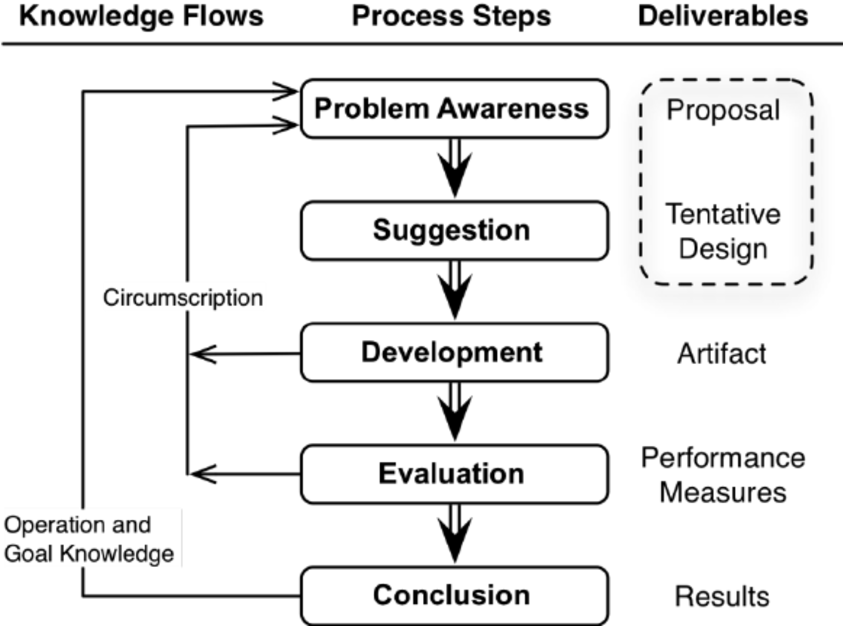 Knowledge Flows Process Steps Deliverables
Problem Awareness Proposal
Suggestion Tentative
Design
Circumscription
Development Artifact
Evaluation Performance
Measures
Operation and
Goal Knowledge
Conclusion Results